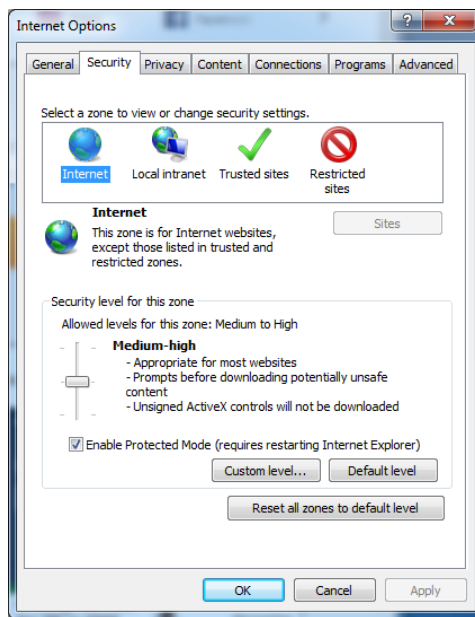 Internet Options
General Security Privacy Content Connections Programs Advanced
Select a zone to view or change security settings.
Internet Local intranet Trusted sites Restricted
sites
Internet
Sites
This zone is for Internet websites,
except those listed in trusted and
restricted zones.
Security level for this zone
Allowed levels for this zone: Medium to High
Medium-high
- Appropriate for most websites
- Prompts before downloading potentially unsafe
content
- Unsigned ActiveX controls will not be downloaded
Enable Protected Mode (requires restarting Internet Explorer)
Custom level... Default level
Reset all zones to default level
OK Cancel Apply